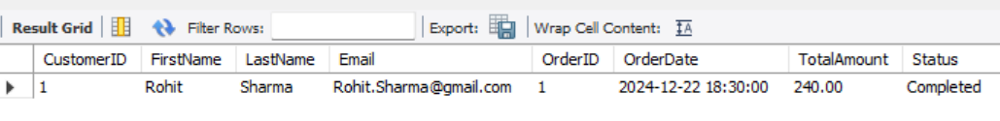 Result Grid Filter Rows: Export: Wrap Cell Content: IA
CustomerID FirstName LastName Email OrderID OrderDate TotalAmount Status
1 Rohit Sharma Rohit.Sharma@gmail.com 1 2024-12-22 18:30:00 240.00 Completed